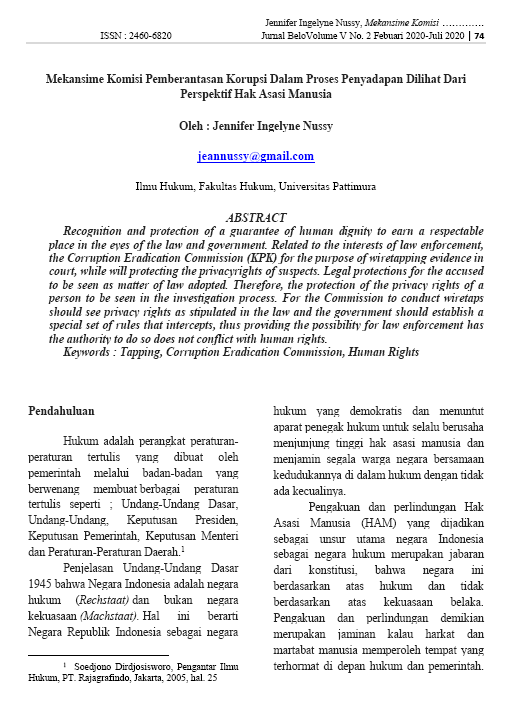 Jennifer Ingelyne Nussy, Mekansime Komisi ………….
ISSN : 2460-6820 Jurnal BeloVolume V No. 2 Febuari 2020-Juli 2020 | 74
Mekansime Komisi Pemberantasan Korupsi Dalam Proses Penyadapan Dilihat Dari
Perspektif Hak Asasi Manusia
Oleh : Jennifer Ingelyne Nussy
jeannussy@gmail.com
Ilmu Hukum, Fakultas Hukum, Universitas Pattimura
ABSTRACT
Recognition and protection of a guarantee of human dignity to earn a respectable
place in the eyes of the law and government. Related to the interests of law enforcement,
the Corruption Eradication Commission (KPK) for the purpose of wiretapping evidence in
court, while will protecting the privacyrights of suspects. Legal protections for the accused
to be seen as matter of law adopted. Therefore, the protection of the privacy rights of a
person to be seen in the investigation process. For the Commission to conduct wiretaps
should see privacy rights as stipulated in the law and the government should establish a
special set of rules that intercepts, thus providing the possibility for law enforcement has
the authority to do so does not conflict with human rights.
Keywords : Tapping, Corruption Eradication Commission, Human Rights
Pendahuluan
Hukum adalah perangkat peraturan-
peraturan tertulis yang dibuat oleh
pemerintah melalui badan-badan yang
berwenang membuat berbagai peraturan
tertulis seperti ; Undang-Undang Dasar,
Undang-Undang, Keputusan Presiden,
Keputusan Pemerintah, Keputusan Menteri
dan Peraturan-Peraturan Daerah.1
Penjelasan Undang-Undang Dasar
1945 bahwa Negara Indonesia adalah negara
hukum (Rechstaat) dan bukan negara
kekuasaan (Machstaat). Hal ini berarti
Negara Republik Indonesia sebagai negara
1 Soedjono Dirdjosisworo, Pengantar Ilmu
Hukum, PT. Rajagrafindo, Jakarta, 2005, hal. 25
hukum yang demokratis dan menuntut
aparat penegak hukum untuk selalu berusaha
menjunjung tinggi hak asasi manusia dan
menjamin segala warga negara bersamaan
kedudukannya di dalam hukum dengan tidak
ada kecualinya.
Pengakuan dan perlindungan Hak
Asasi Manusia (HAM) yang dijadikan
sebagai unsur utama negara Indonesia
sebagai negara hukum merupakan jabaran
dari konstitusi, bahwa negara ini
berdasarkan atas hukum dan tidak
berdasarkan atas kekuasaan belaka.
Pengakuan dan perlindungan demikian
merupakan jaminan kalau harkat dan
martabat manusia memperoleh tempat yang
terhormat di depan hukum dan pemerintah.